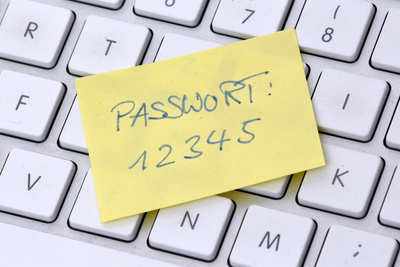 7 /
8
R T I
PASSWORT:
12345
F I
V K
N M ;